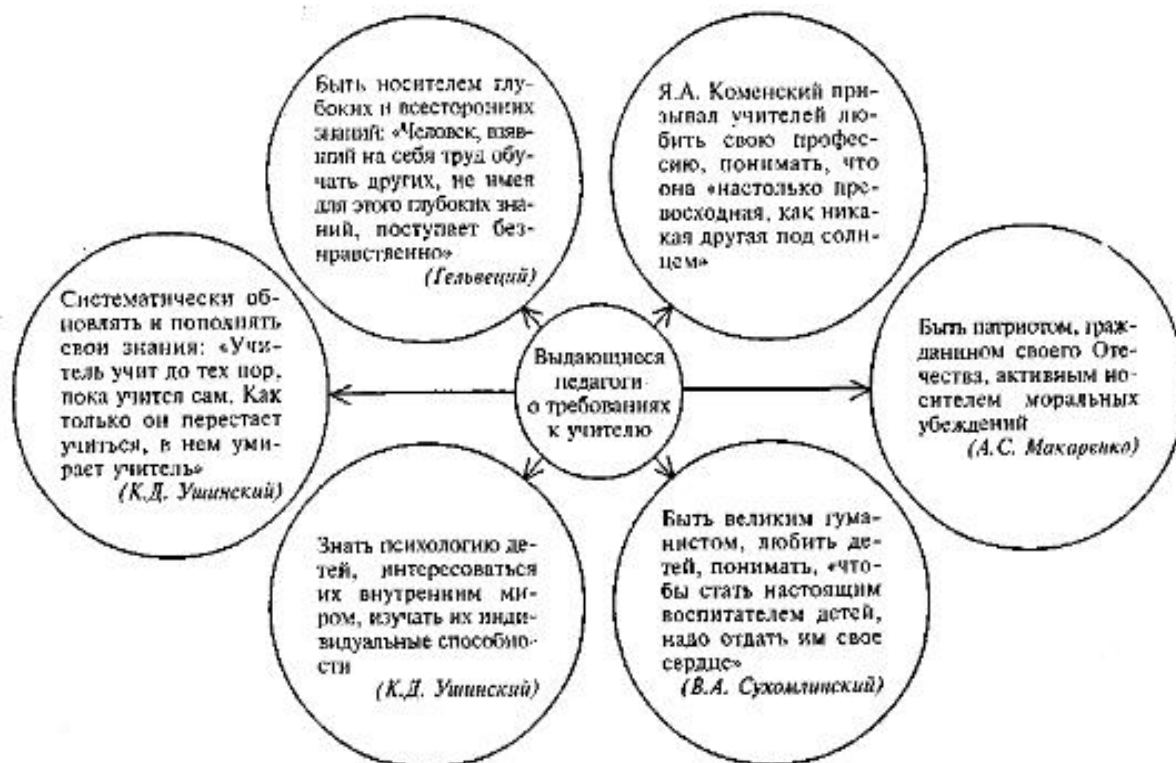 Быть носителем глу-
боких и всесторонних
знаний: «Человек, взяв-
ший на себя труд обу-
чать других, не имея
для этого глубоких зна-
ний, поступает без-
нравственно»
(Гельвеций)
Я.А. Коменский при-
зывал учителей лю-
бить свою профес-
сию, понимать, что
она «настолько пре-
восходная, как ника-
кая другая под солн-
цем»
Систематически об-
новлять и пополнять
свои знания: «Учи-
тель учит до тех пор,
пока учится сам. Как
только он перестает
учиться, в нем уми-
рает учитель»
(К.Д. Ушинский)
Выдающиеся
педагоги
о требованиях
к учителю
Быть патриотом, граж-
данином своего Оте-
чества, активным но-
сителем моральных
убеждений
(А.С. Макаренко)
Знать психологию де-
тей, интересоваться
их внутренним ми-
ром, изучать их инди-
видуальные способно-
сти
(К.Д. Ушинский)
Быть великим гума-
нистом, любить де-
тей, понимать, «что-
бы стать настоящим
воспитателем детей,
надо отдать им свое
сердце»
(В.А. Сухомлинский)